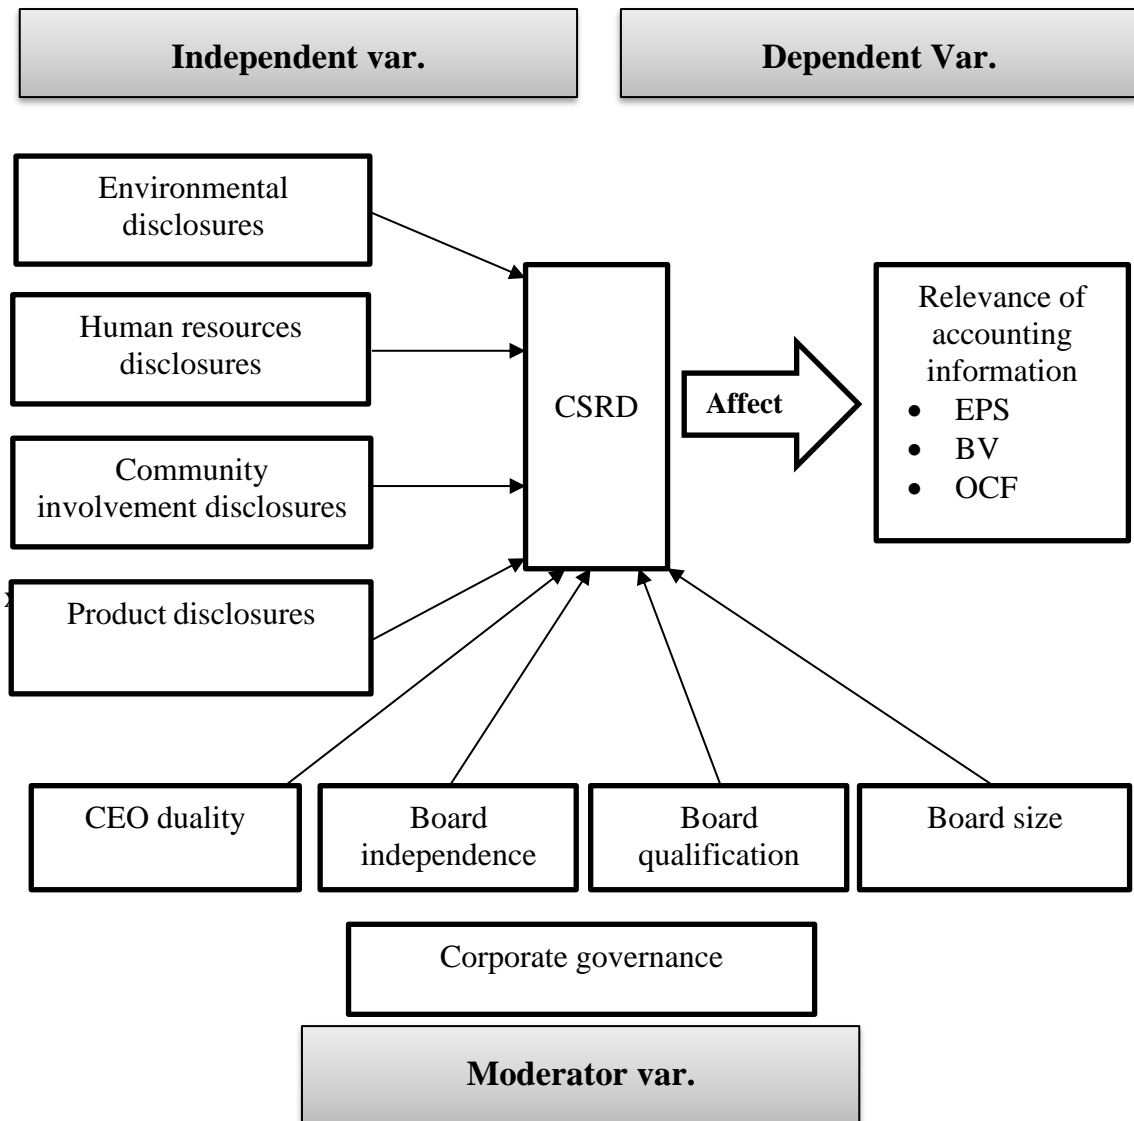 Independent var.
Dependent Var.
Environmental
disclosures
Human resources
disclosures
Community
involvement disclosures
Product disclosures
CSRD
Affect
Relevance of
accounting
information
• EPS
• BV
• OCF
CEO duality
Board
independence
Board
qualification
Board size
Corporate governance
Moderator var.